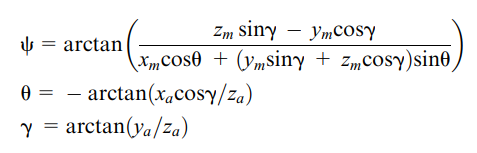 ψ = arctan( (z_m sinγ − y_m cosγ) / (x_m cosθ + (y_m sinγ + z_m cosγ)sinθ) )
θ = − arctan(x_a cosγ/z_a)
γ = arctan(y_a/z_a)